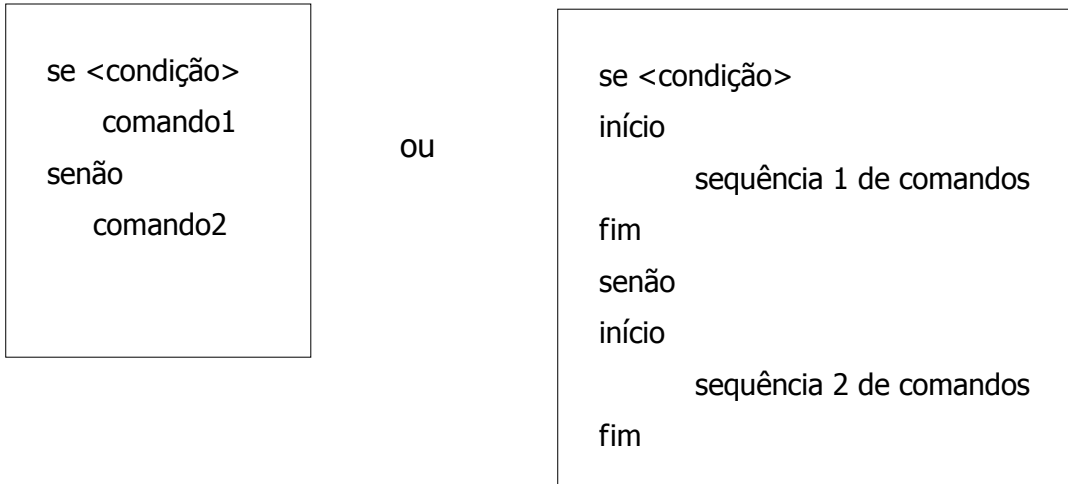 se <condição>
comando1
senão
comando2
ou
se <condição>
início
sequência 1 de comandos
fim
senão
início
sequência 2 de comandos
fim